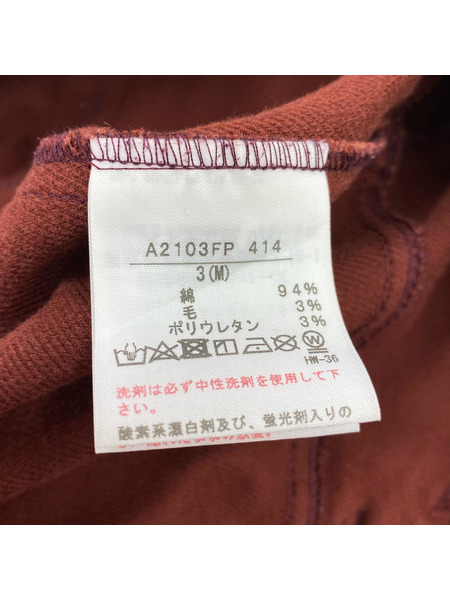 A2103FP 414
3(M)
綿 94%
毛 3%
ポリウレタン 3%
P W
HW-36
洗剤は必ず中性洗剤を使用して下
さい。
酸素系漂白剤及び、蛍光剤入りの